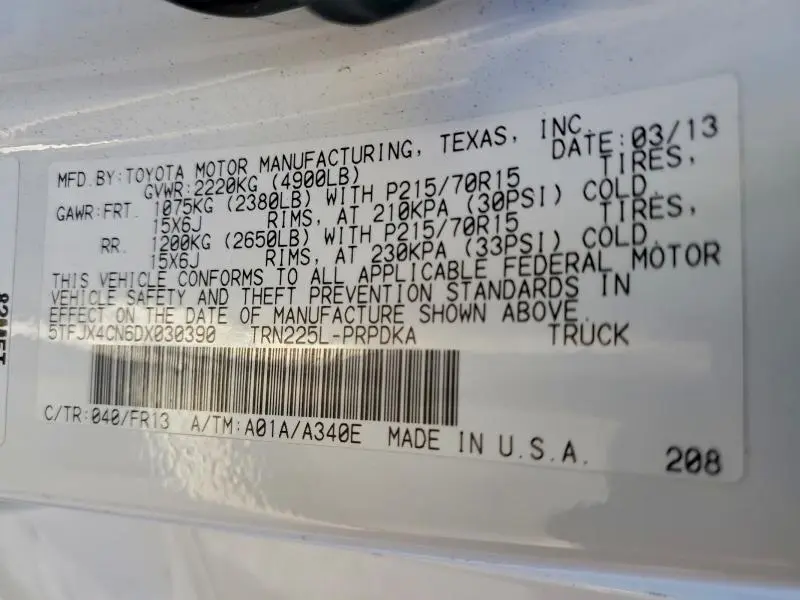 MFD.BY:TOYOTA MOTOR MANUFACTURING, TEXAS, INC.
GVWR:2220KG (4900LB) DATE:03/13
GAWR:FRT. 1075KG (2380LB) WITH P215/70R15 TIRES,
15X6J RIMS, AT 210KPA (30PSI) COLD.
RR. 1200KG (2650LB) WITH P215/70R15 TIRES,
15X6J RIMS, AT 230KPA (33PSI) COLD.
THIS VEHICLE CONFORMS TO ALL APPLICABLE FEDERAL MOTOR
VEHICLE SAFETY AND THEFT PREVENTION STANDARDS IN
EFFECT ON THE DATE OF MANUFACTURE SHOWN ABOVE.
5TFJX4CN6DX030390 TRN225L-PRPDKA TRUCK
C/TR:040/FR13 A/TM:A01A/A340E MADE IN U.S.A.
208